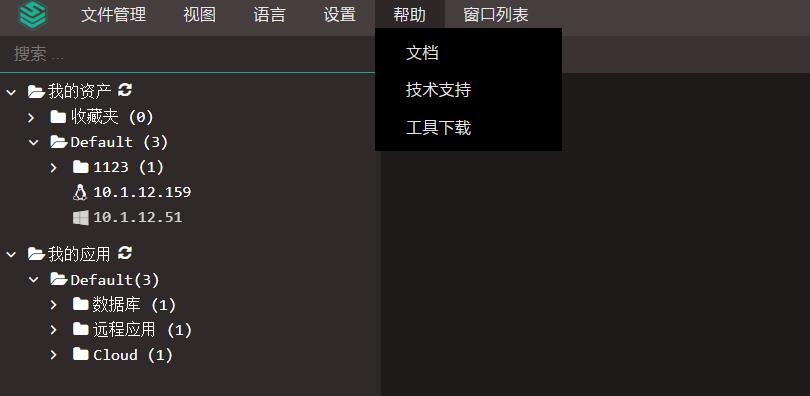 文件管理 视图 语言 设置 帮助 窗口列表
搜索 ...
文档
技术支持
工具下载
我的资产
收藏夹 (0)
Default (3)
1123 (1)
10.1.12.159
10.1.12.51
我的应用
Default(3)
数据库 (1)
远程应用 (1)
Cloud (1)